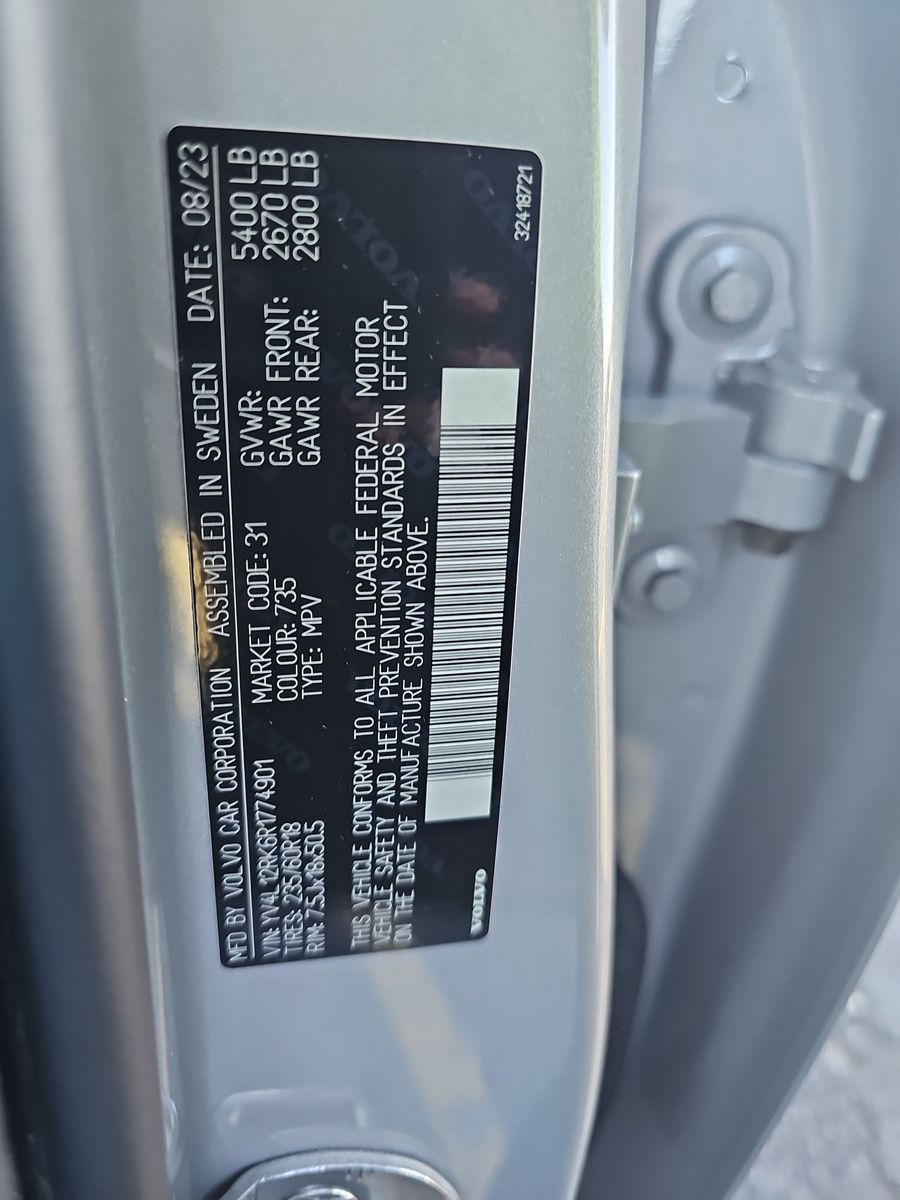 MFD BY VOLVO CAR CORPORATION ASSEMBLED IN SWEDEN DATE: 08/23
VIN: YV4L12RK6R1774901 MARKET CODE: 31 GVWR: 5400 LB
TIRES: 235/60R18 COLOUR: 735 GAWR FRONT: 2670 LB
RIM: 7.5Jx18x50.5 TYPE: MPV GAWR REAR: 2800 LB
THIS VEHICLE CONFORMS TO ALL APPLICABLE FEDERAL MOTOR
VEHICLE SAFETY AND THEFT PREVENTION STANDARDS IN EFFECT
ON THE DATE OF MANUFACTURE SHOWN ABOVE.
VOLVO 32418721